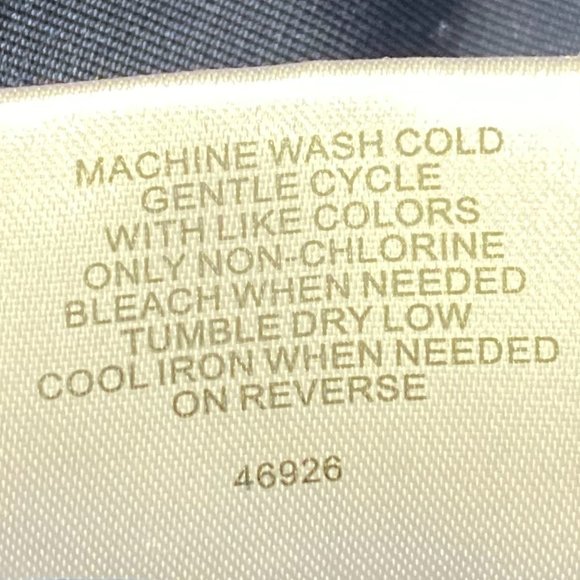 MACHINE WASH COLD
GENTLE CYCLE
WITH LIKE COLORS
ONLY NON-CHLORINE
BLEACH WHEN NEEDED
TUMBLE DRY LOW
COOL IRON WHEN NEEDED
ON REVERSE
46926